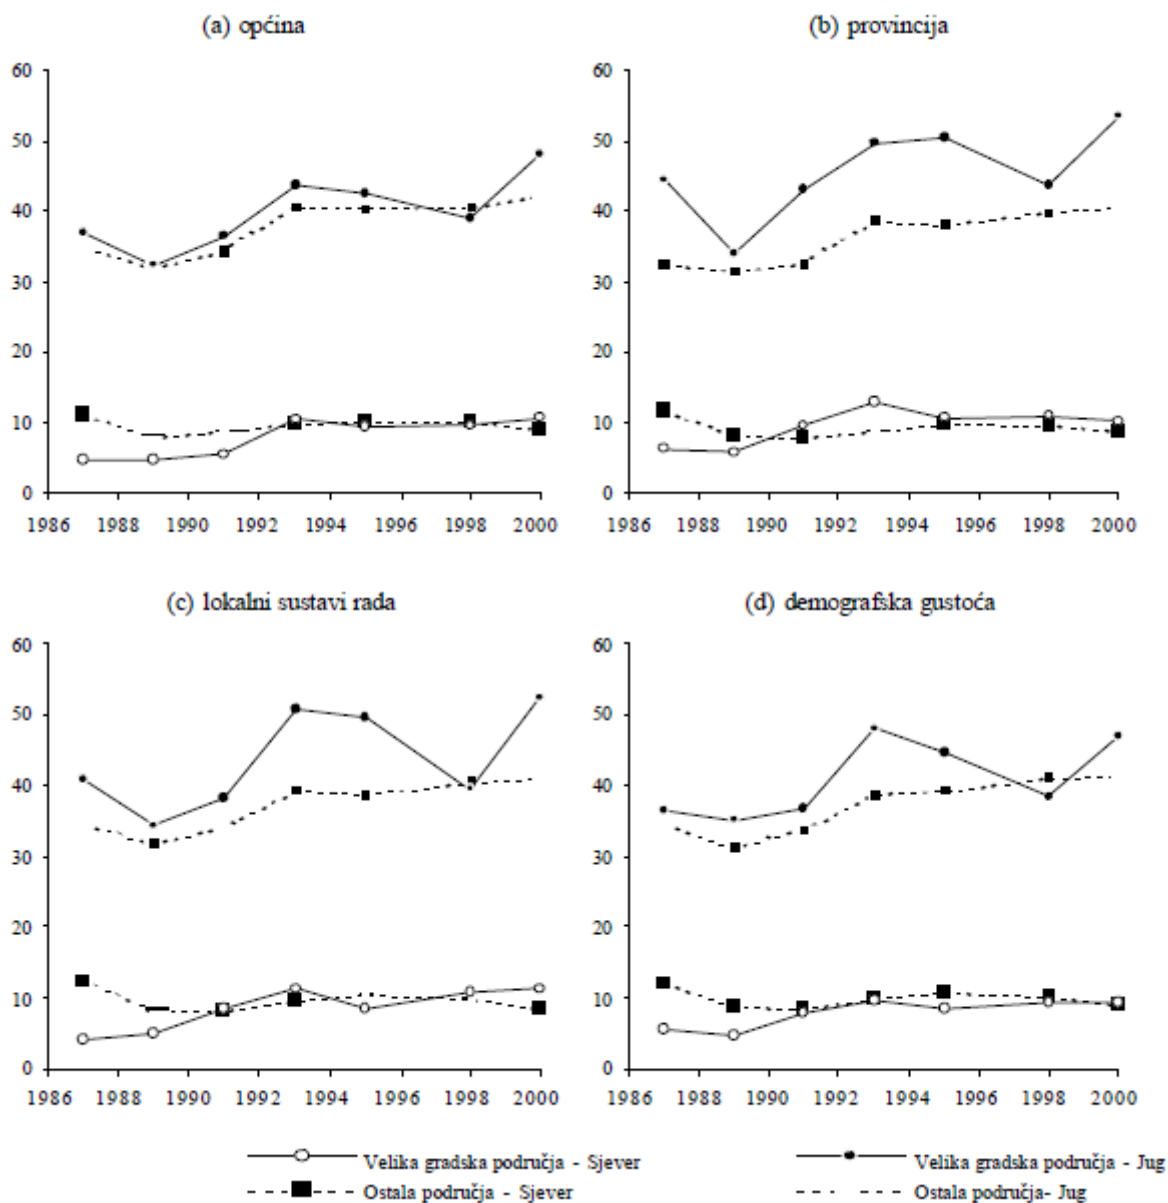 (a) općina
(b) provincija
60
50
40
30
20
10
0
1986 1988 1990 1992 1994 1996 1998 2000
60
50
40
30
20
10
0
1986 1988 1990 1992 1994 1996 1998 2000
(c) lokalni sustavi rada
(d) demografska gustoća
60
50
40
30
20
10
0
1986 1988 1990 1992 1994 1996 1998 2000
60
50
40
30
20
10
0
1986 1988 1990 1992 1994 1996 1998 2000
Velika gradska područja - Sjever
Velika gradska područja - Jug
Ostala područja - Sjever
Ostala područja- Jug